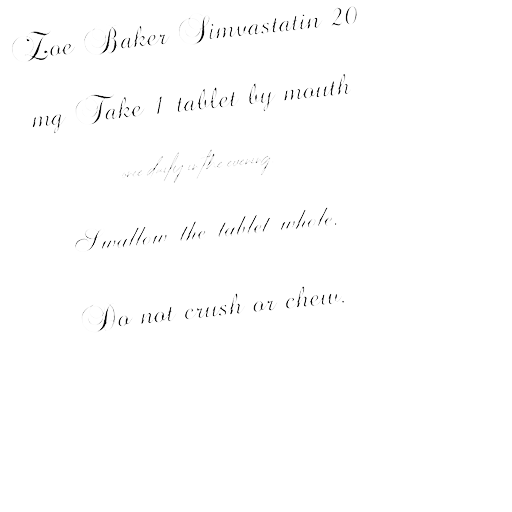 Zoe Baker Simvastatin 20
mg Take 1 tablet by mouth
Swallow the tablet whole.
Do not crush or chew.